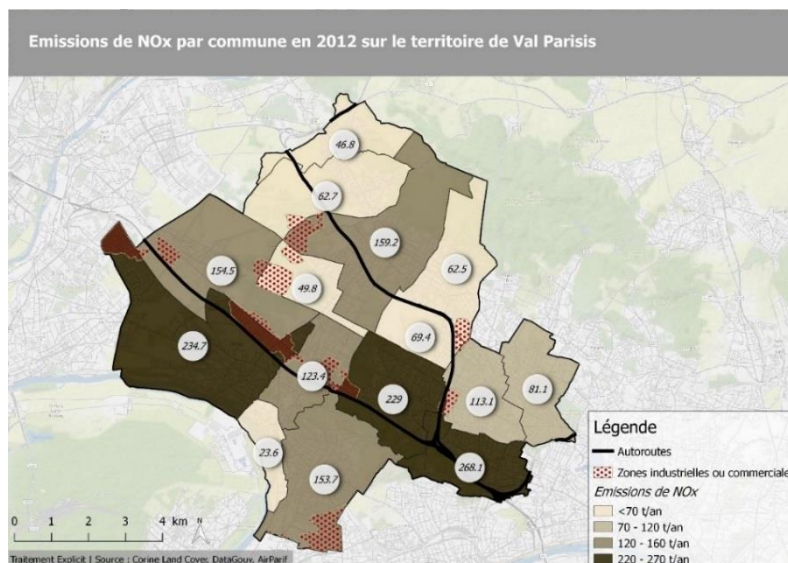 Emissions de NOx par commune en 2012 sur le territoire de Val Parisis
46.8
62.7
159.2
62.5
154.5
49.8
69.4
234.7
123.4
229
113.1
81.1
23.6
153.7
268.1
Légende
Autoroutes
Zones industrielles ou commerciale
Emissions de NOx
<70 t/an
70 - 120 t/an
120 - 160 t/an
220 - 270 t/an
0 1 2 3 4 km
N
Traitement Explicit | Source : Corine Land Cover, DataGouv, AirParif